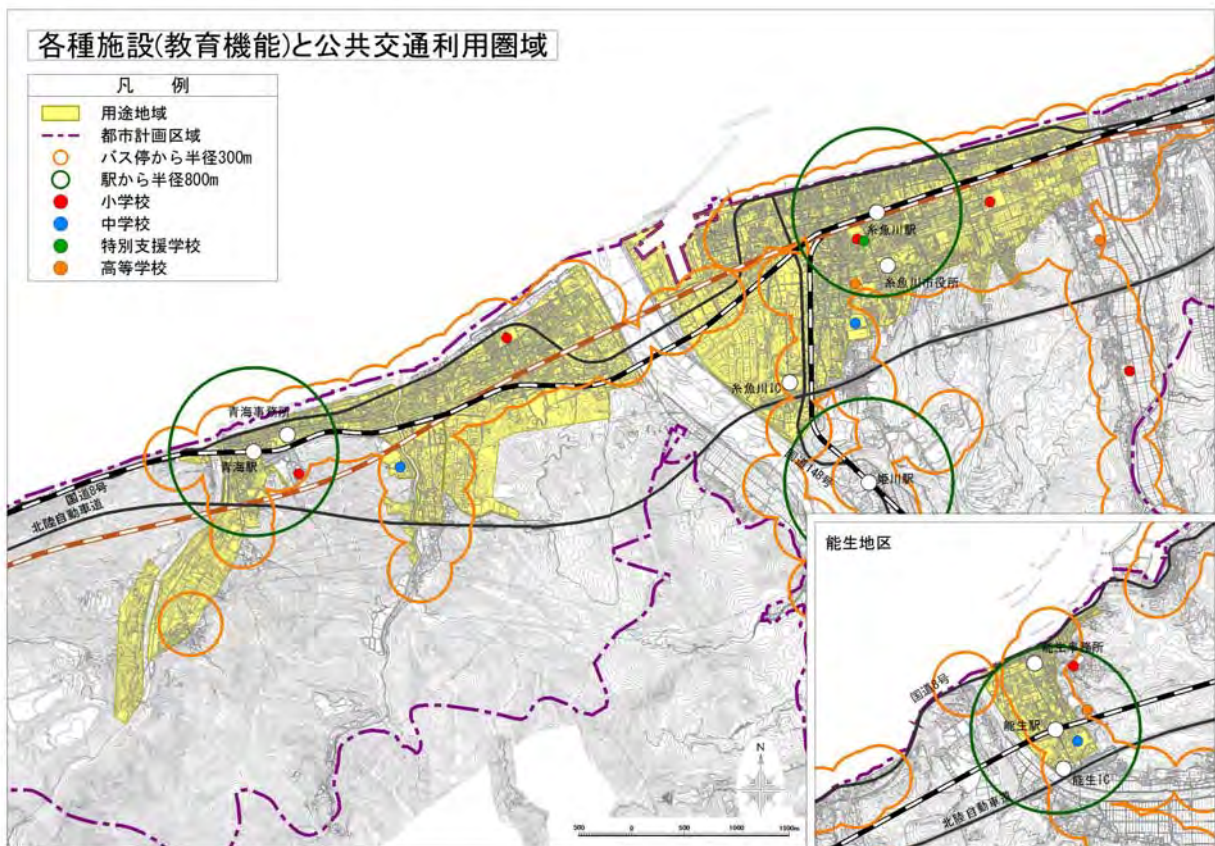 各種施設(教育機能)と公共交通利用圏域
凡 例
用途地域
都市計画区域
バス停から半径300m
駅から半径800m
小学校
中学校
特別支援学校
高等学校
糸魚川駅
糸魚川市役所
糸魚川IC
青海事務所
青海駅
国道8号
北陸自動車道
国道148号
姫川駅
N
500 0 500 1000 1500m
能生地区
能生事務所
国道8号
能生駅
能生IC
北陸自動車道